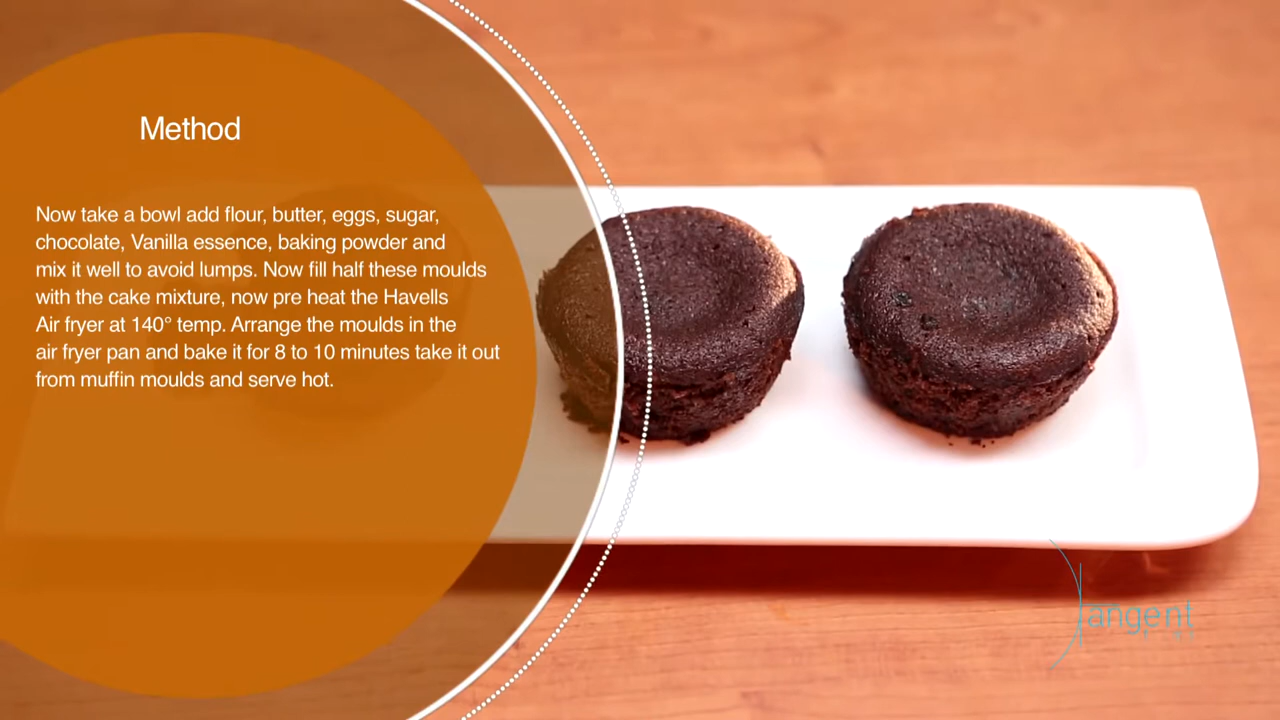 Method
Now take a bowl add flour, butter, eggs, sugar,
chocolate, Vanilla essence, baking powder and
mix it well to avoid lumps. Now fill half these moulds
with the cake mixture, now pre heat the Havells
Air fryer at 140° temp. Arrange the moulds in the
air fryer pan and bake it for 8 to 10 minutes take it out
from muffin moulds and serve hot.
Tangent